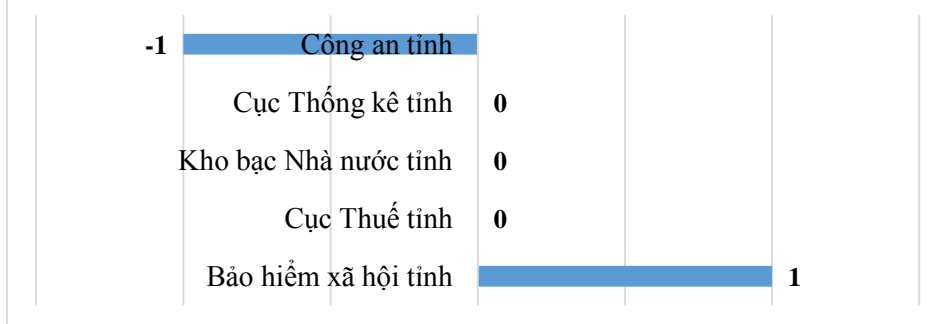 -1 Công an tỉnh
Cục Thống kê tỉnh 0
Kho bạc Nhà nước tỉnh 0
Cục Thuế tỉnh 0
Bảo hiểm xã hội tỉnh 1